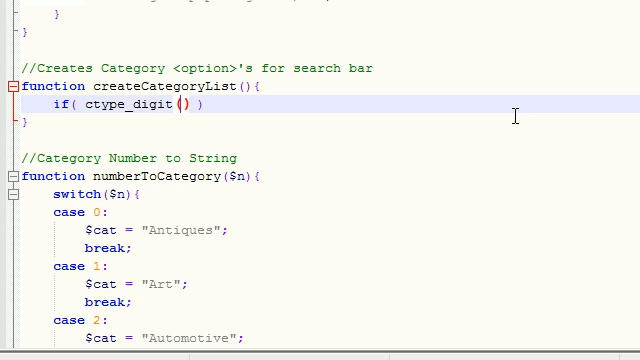 }
}
//Creates Category <option>'s for search bar
function createCategoryList(){
if( ctype_digit() )
}
//Category Number to String
function numberToCategory($n){
switch($n){
case 0:
$cat = "Antiques";
break;
case 1:
$cat = "Art";
break;
case 2:
$cat = "Automotive";